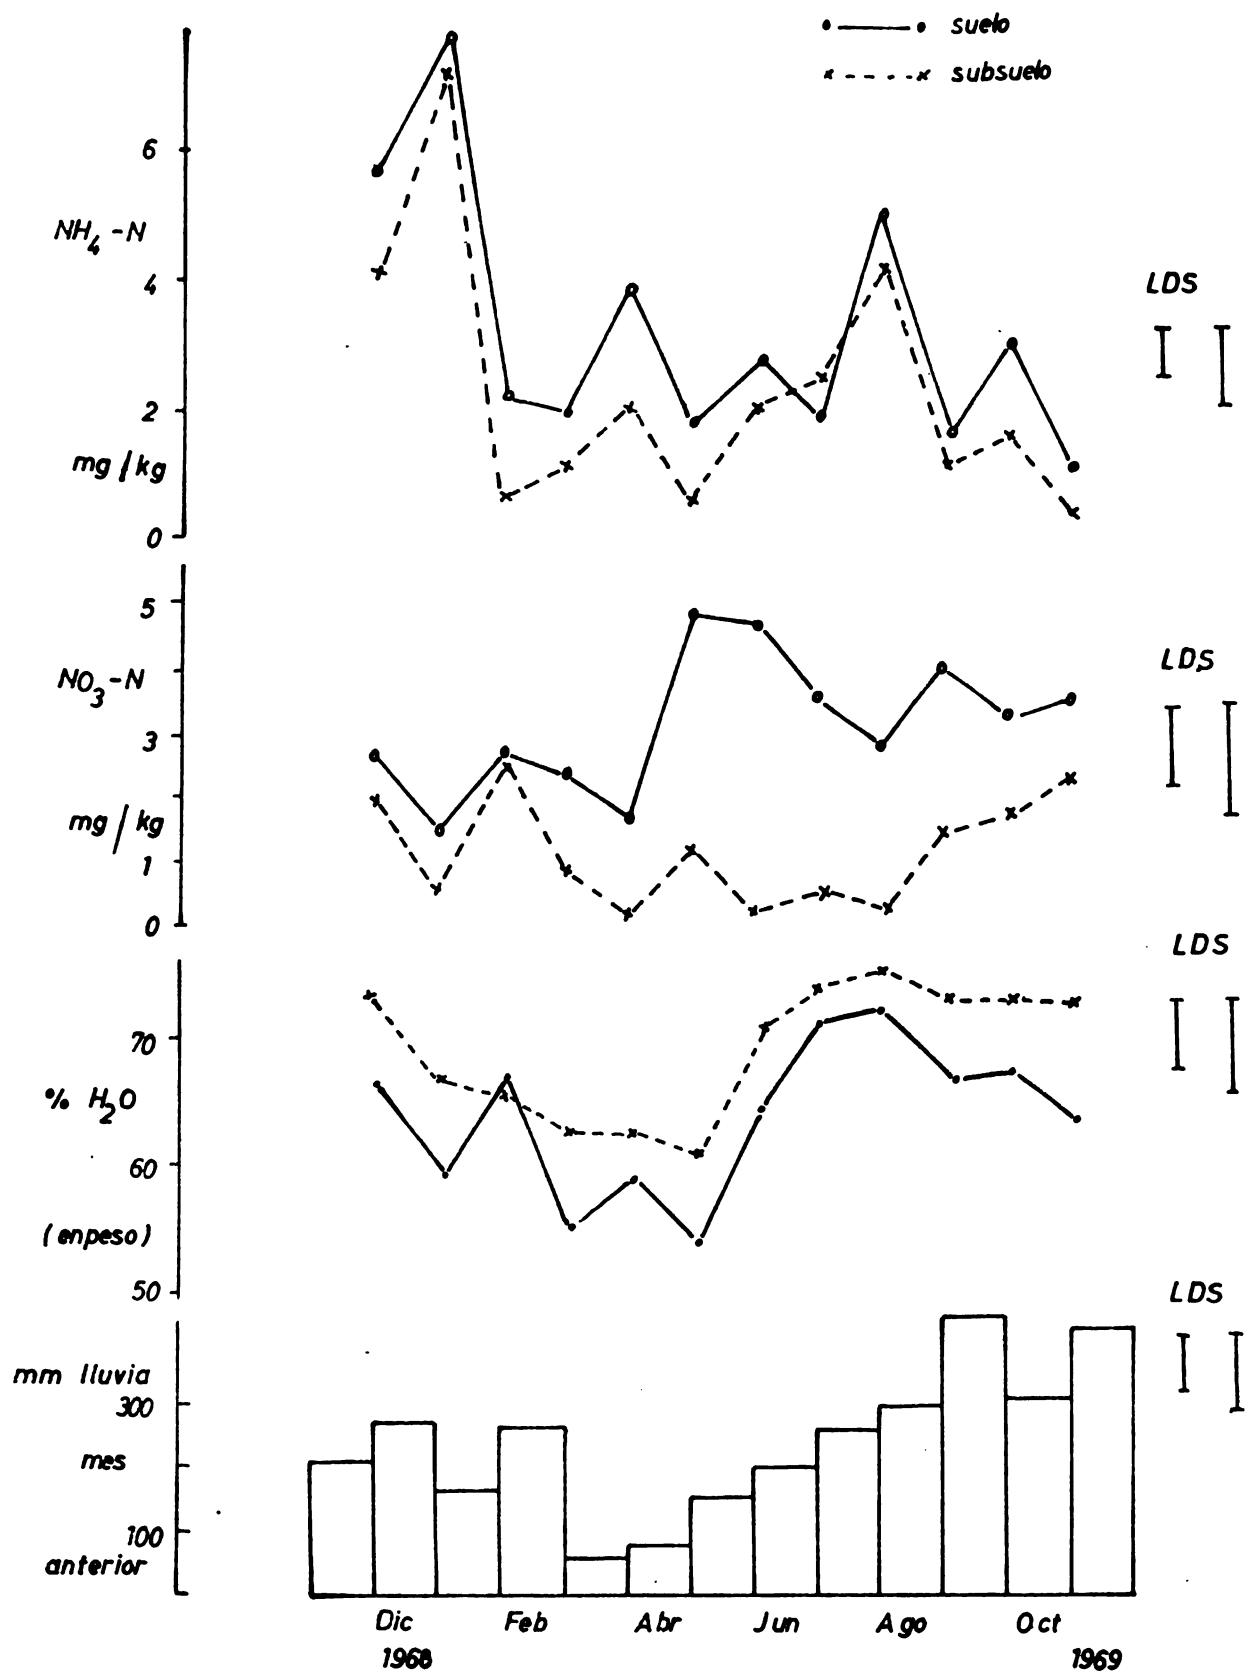 suelo
subsuelo
6
NH4-N
4
LDS
2
mg/kg
0
5
NO3-N
LDS
3
mg/kg
1
0
LDS
70
% H2O
60
(enpeso)
50
LDS
mm lluvia
300
mes
100
anterior
Dic Feb Abr Jun Ago Oct
1968 1969